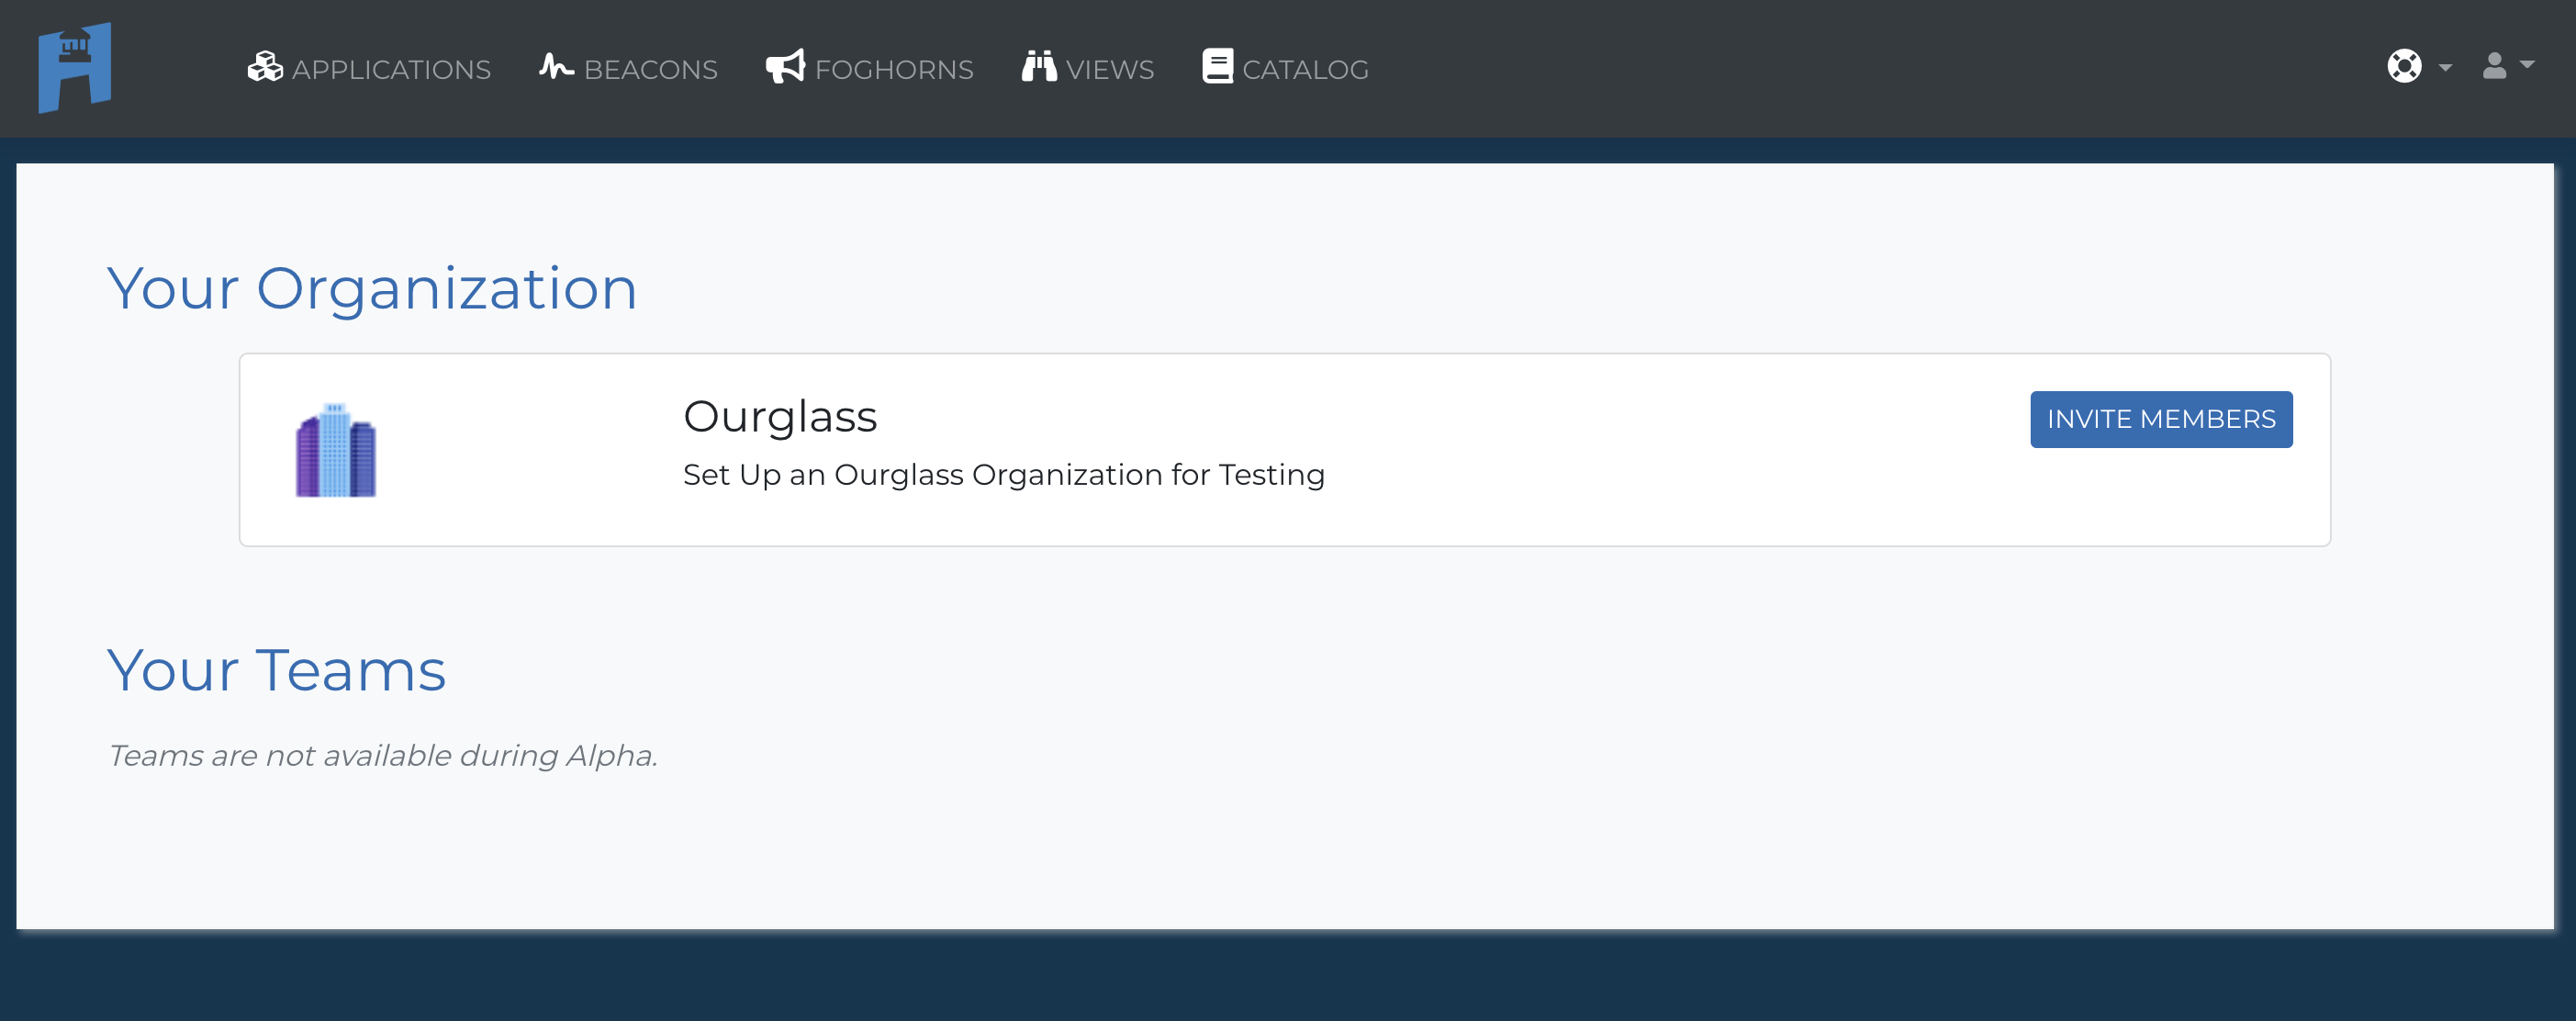 APPLICATIONS BEACONS FOGHORNS VIEWS CATALOG
Your Organization
Ourglass
INVITE MEMBERS
Set Up an Ourglass Organization for Testing
Your Teams
Teams are not available during Alpha.